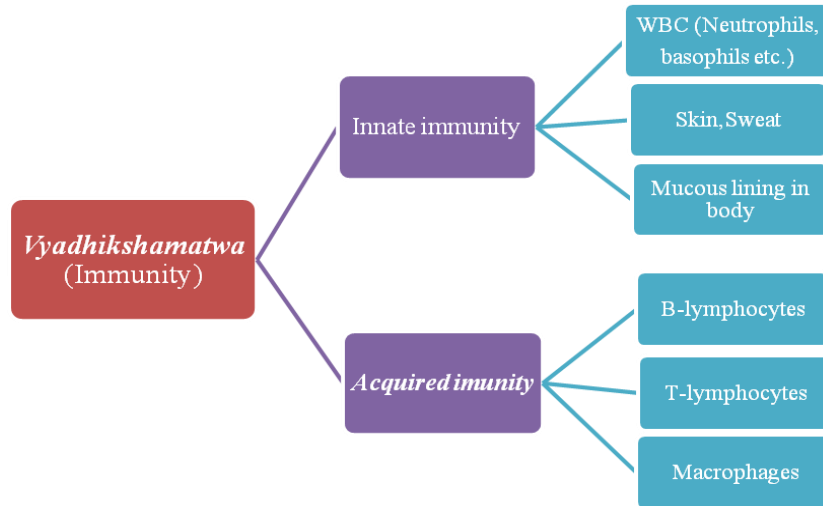 Vyadhikshamatwa
(Immunity)
Innate immunity
WBC (Neutrophils,
basophils etc.)
Skin,Sweat
Mucous lining in
body
Acquired imunity
B-lymphocytes
T-lymphocytes
Macrophages